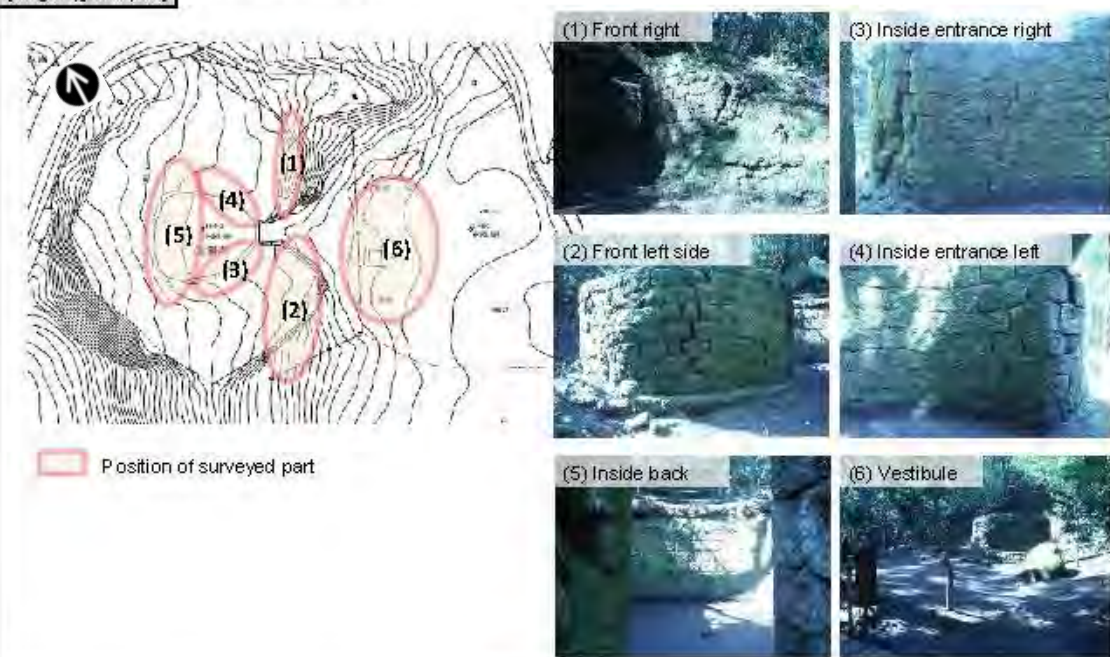 (1) Front right
(3) Inside entrance right
(1)
(4)
(5)
(6)
(3)
(2)
(2) Front left side
(4) Inside entrance left
Position of surveyed part
(5) Inside back
(6) Vestibule